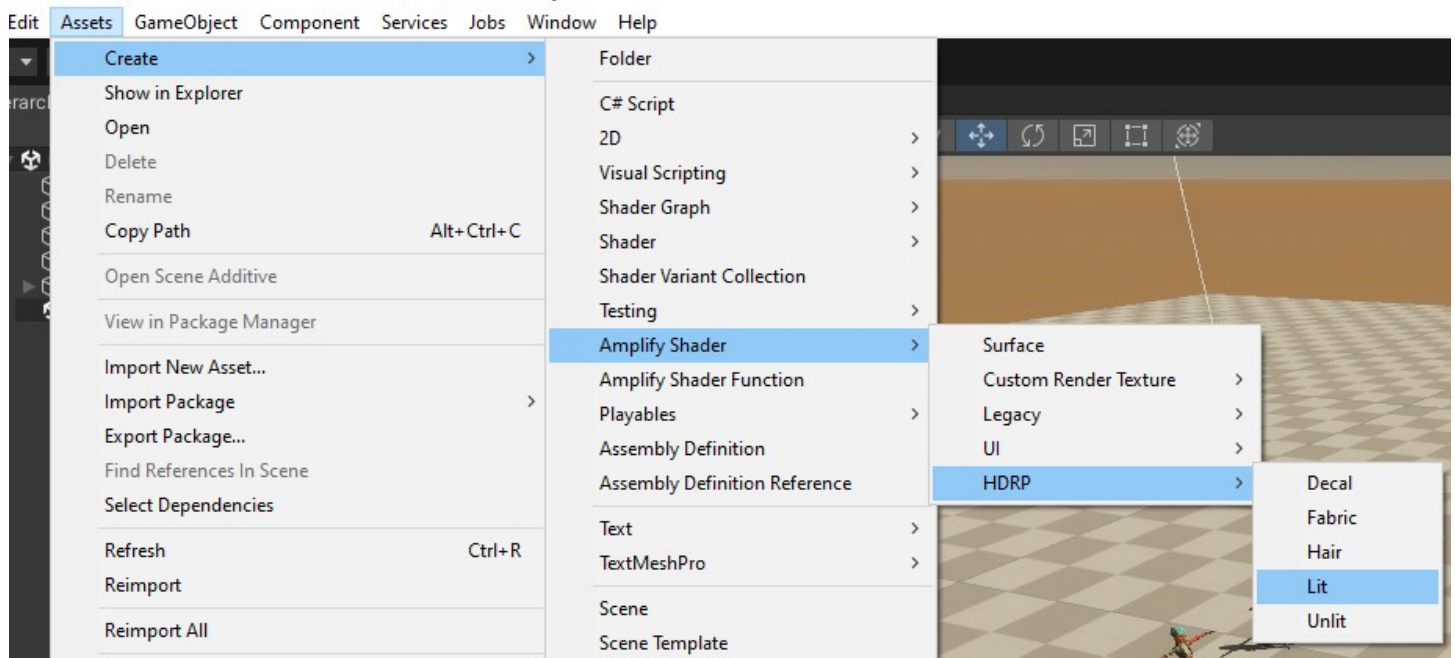 Edit Assets GameObject Component Services Jobs Window Help
Create
Show in Explorer
Open
Delete
Rename
Copy Path Alt+Ctrl+C
Open Scene Additive
View in Package Manager
Import New Asset...
Import Package
Export Package...
Find References In Scene
Select Dependencies
Refresh Ctrl+R
Reimport
Reimport All
Folder
C# Script
2D
Visual Scripting
Shader Graph
Shader
Shader Variant Collection
Testing
Amplify Shader
Amplify Shader Function
Playables
Assembly Definition
Assembly Definition Reference
Text
TextMeshPro
Scene
Scene Template
Surface
Custom Render Texture
Legacy
UI
HDRP
Decal
Fabric
Hair
Lit
Unlit